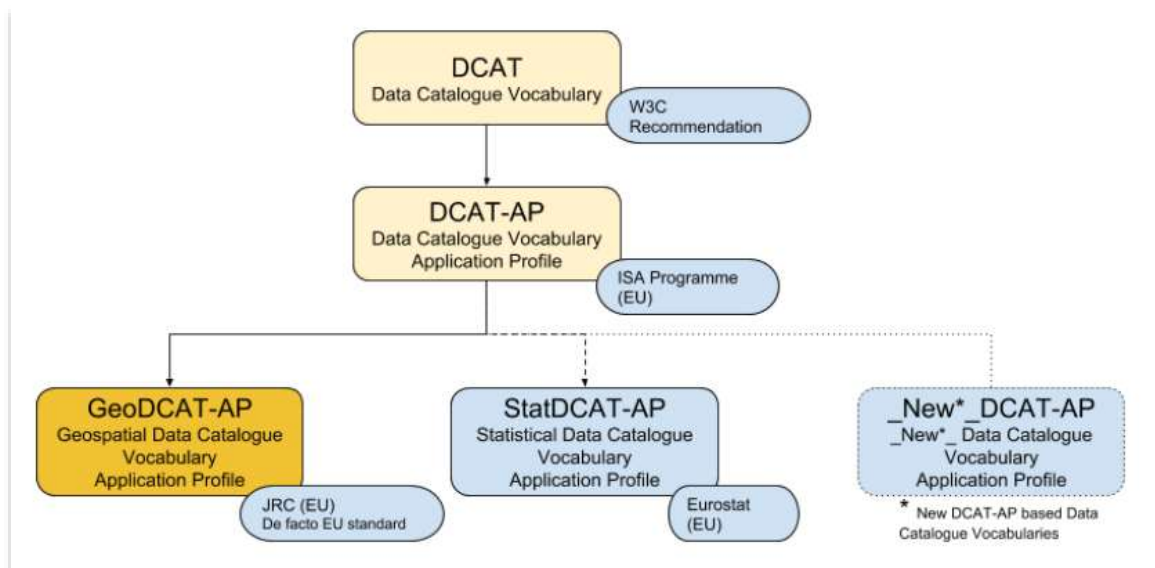 DCAT
Data Catalogue Vocabulary
W3C
Recommendation
DCAT-AP
Data Catalogue Vocabulary
Application Profile
ISA Programme
(EU)
GeoDCAT-AP
Geospatial Data Catalogue
Vocabulary
Application Profile
JRC (EU)
De facto EU standard
StatDCAT-AP
Statistical Data Catalogue
Vocabulary
Application Profile
Eurostat
(EU)
_New*_DCAT-AP
_New*_ Data Catalogue
Vocabulary
Application Profile
* New DCAT-AP based Data
Catalogue Vocabularies